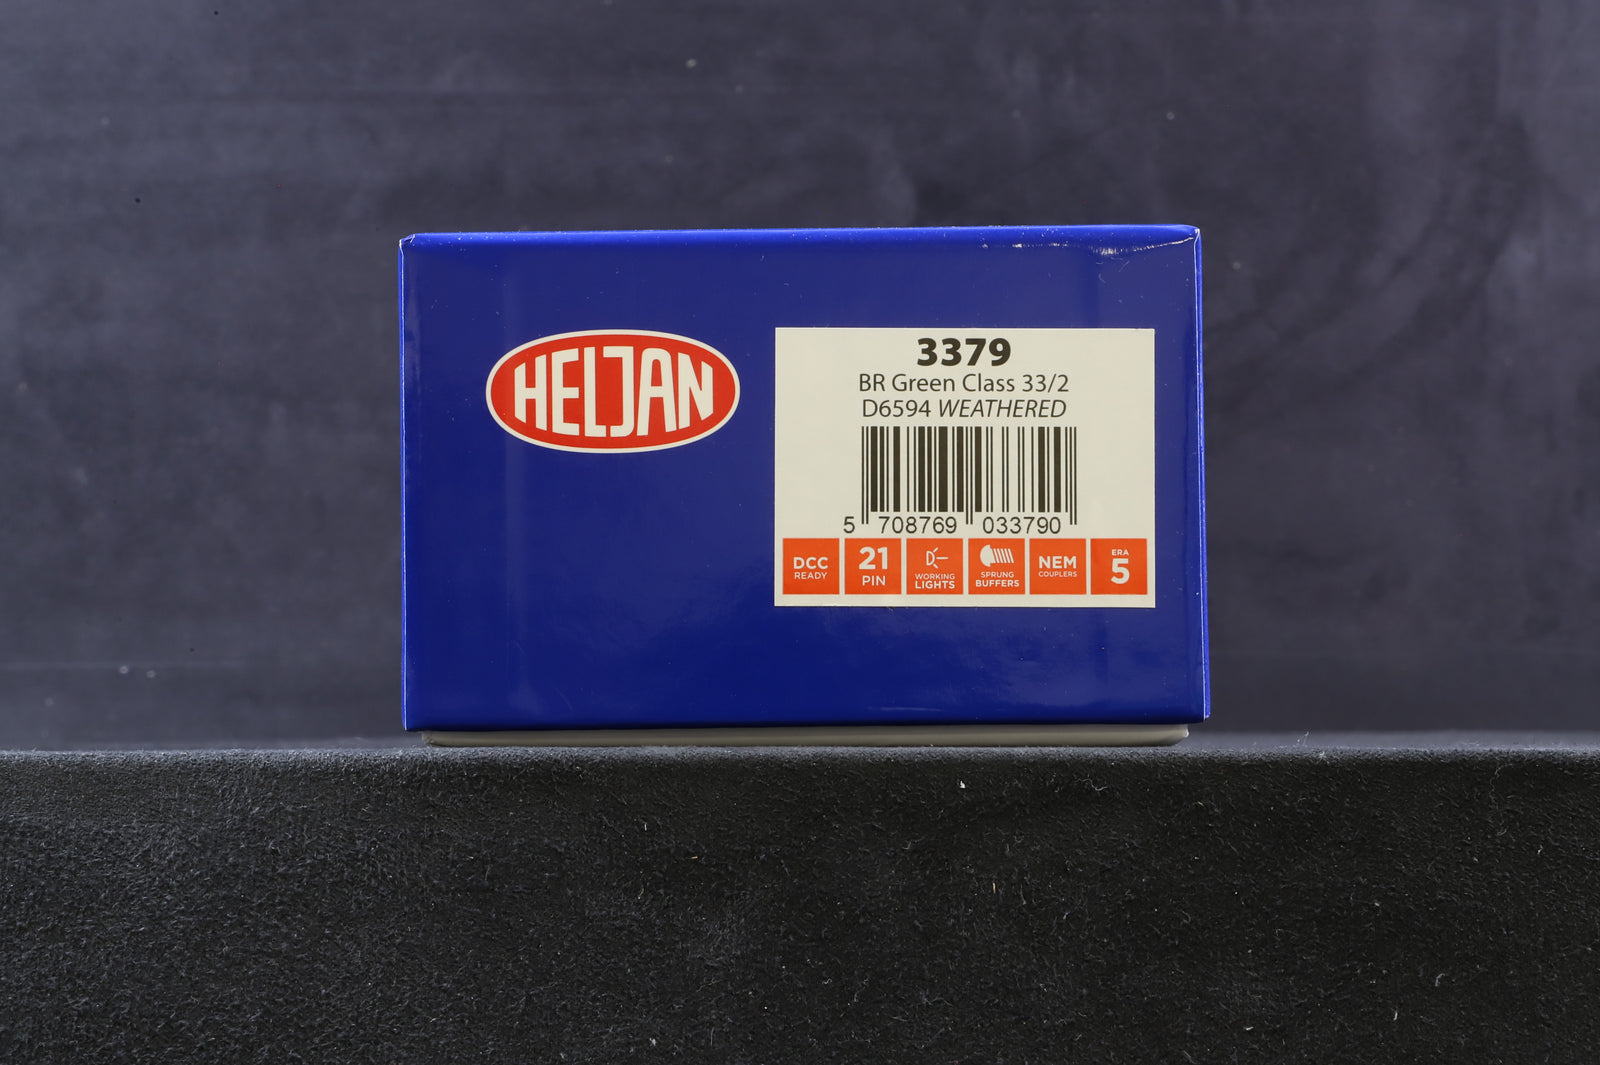 HELJAN
3379
BR Green Class 33/2
D6594 WEATHERED
5 708769 033790
DCC
READY
21
PIN
WORKING
LIGHTS
SPRUNG
BUFFERS
NEM
COUPLERS
ERA
5